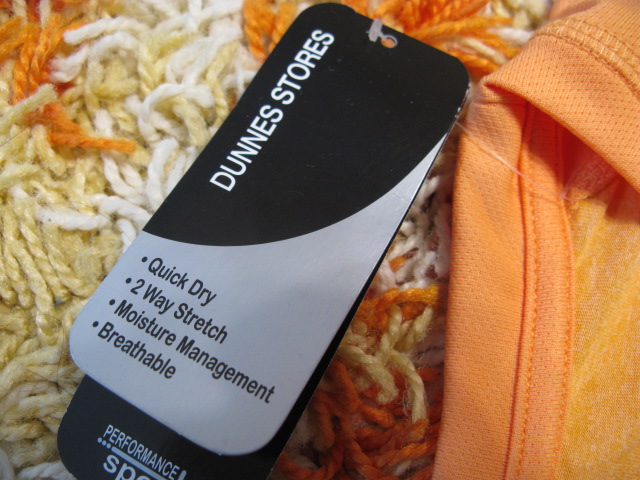 DUNNES STORES
• Quick Dry
• 2 Way Stretch
• Moisture Management
• Breathable
PERFORMANCE